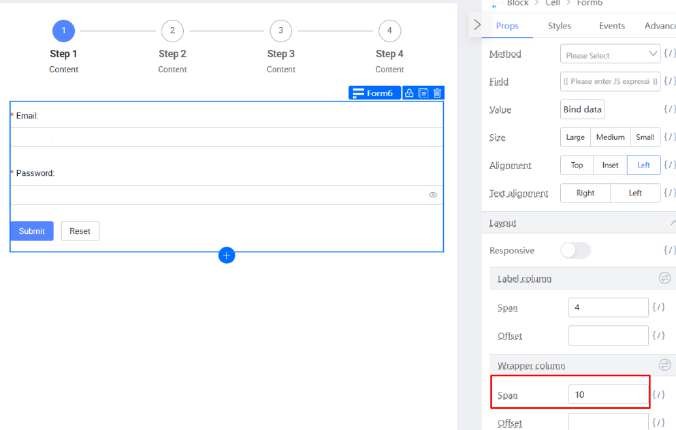 Block > Cell > Form6
Props Styles Events Advanc
1 2 3 4
Step 1 Step 2 Step 3 Step 4
Content Content Content Content
Method Please Select {/}
Field {{ Please enter JS expressi }} {/}
Value Bind data {/}
Size Large Medium Small {/}
Alignment Top Inset Left {/}
Text alignment Right Left {/}
Layout
Responsive {/}
Label column
Span 4 {/}
Offset {/}
Wrapper column
Span 10 {/}
Offset {/}
Form6
* Email:
* Password:
Submit Reset